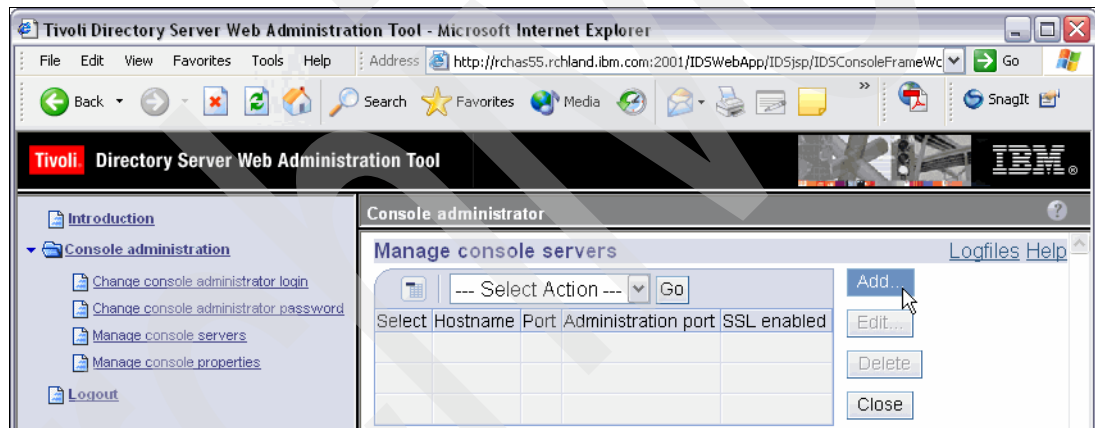 Tivoli Directory Server Web Administration Tool - Microsoft Internet Explorer
File Edit View Favorites Tools Help Address http://rchas55.rchland.ibm.com:2001/IDSWebApp/IDSjsp/IDSConsoleFrameWc Go
Back Search Favorites Media » SnagIt
Tivoli. Directory Server Web Administration Tool IBM®
Introduction
Console administration
Change console administrator login
Change console administrator password
Manage console servers
Manage console properties
Logout
Console administrator ?
Manage console servers Logfiles Help
--- Select Action --- Go
Select Hostname Port Administration port SSL enabled
Add...
Edit...
Delete
Close